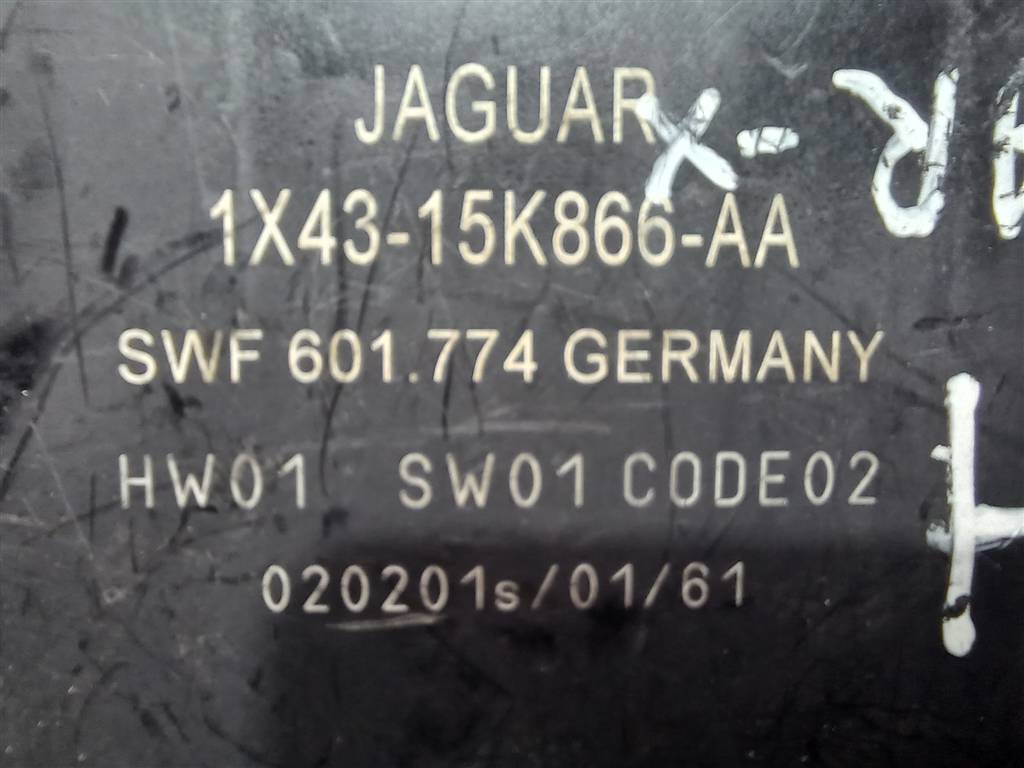 JAGUAR
1X43-15K866-AA
SWF 601.774 GERMANY
HW01 SW01 CODE02
020201s/01/61